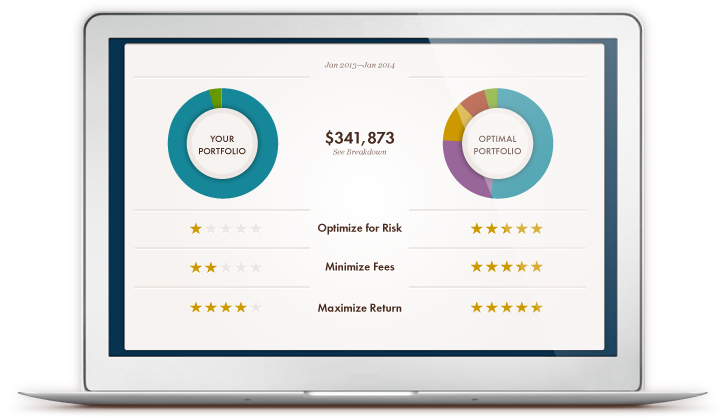 Jan 2013—Jan 2014
YOUR
PORTFOLIO
$341,873
See Breakdown
OPTIMAL
PORTFOLIO
Optimize for Risk
Minimize Fees
Maximize Return